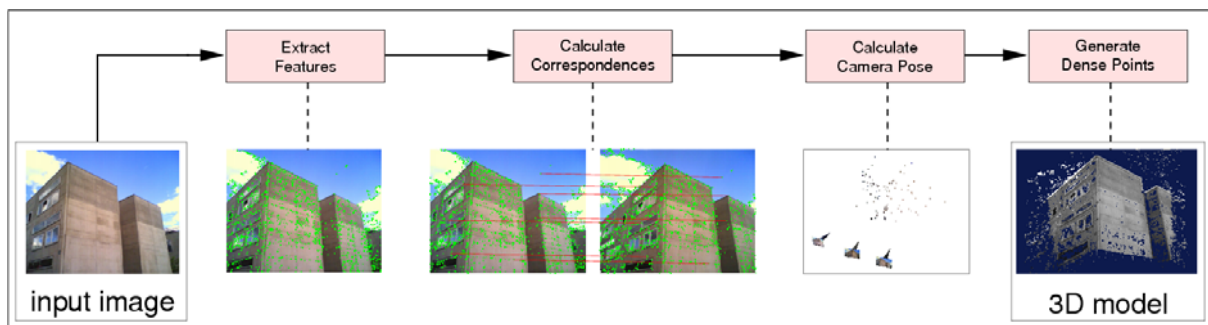 Extract
Features
Calculate
Correspondences
Calculate
Camera Pose
Generate
Dense Points
input image
3D model